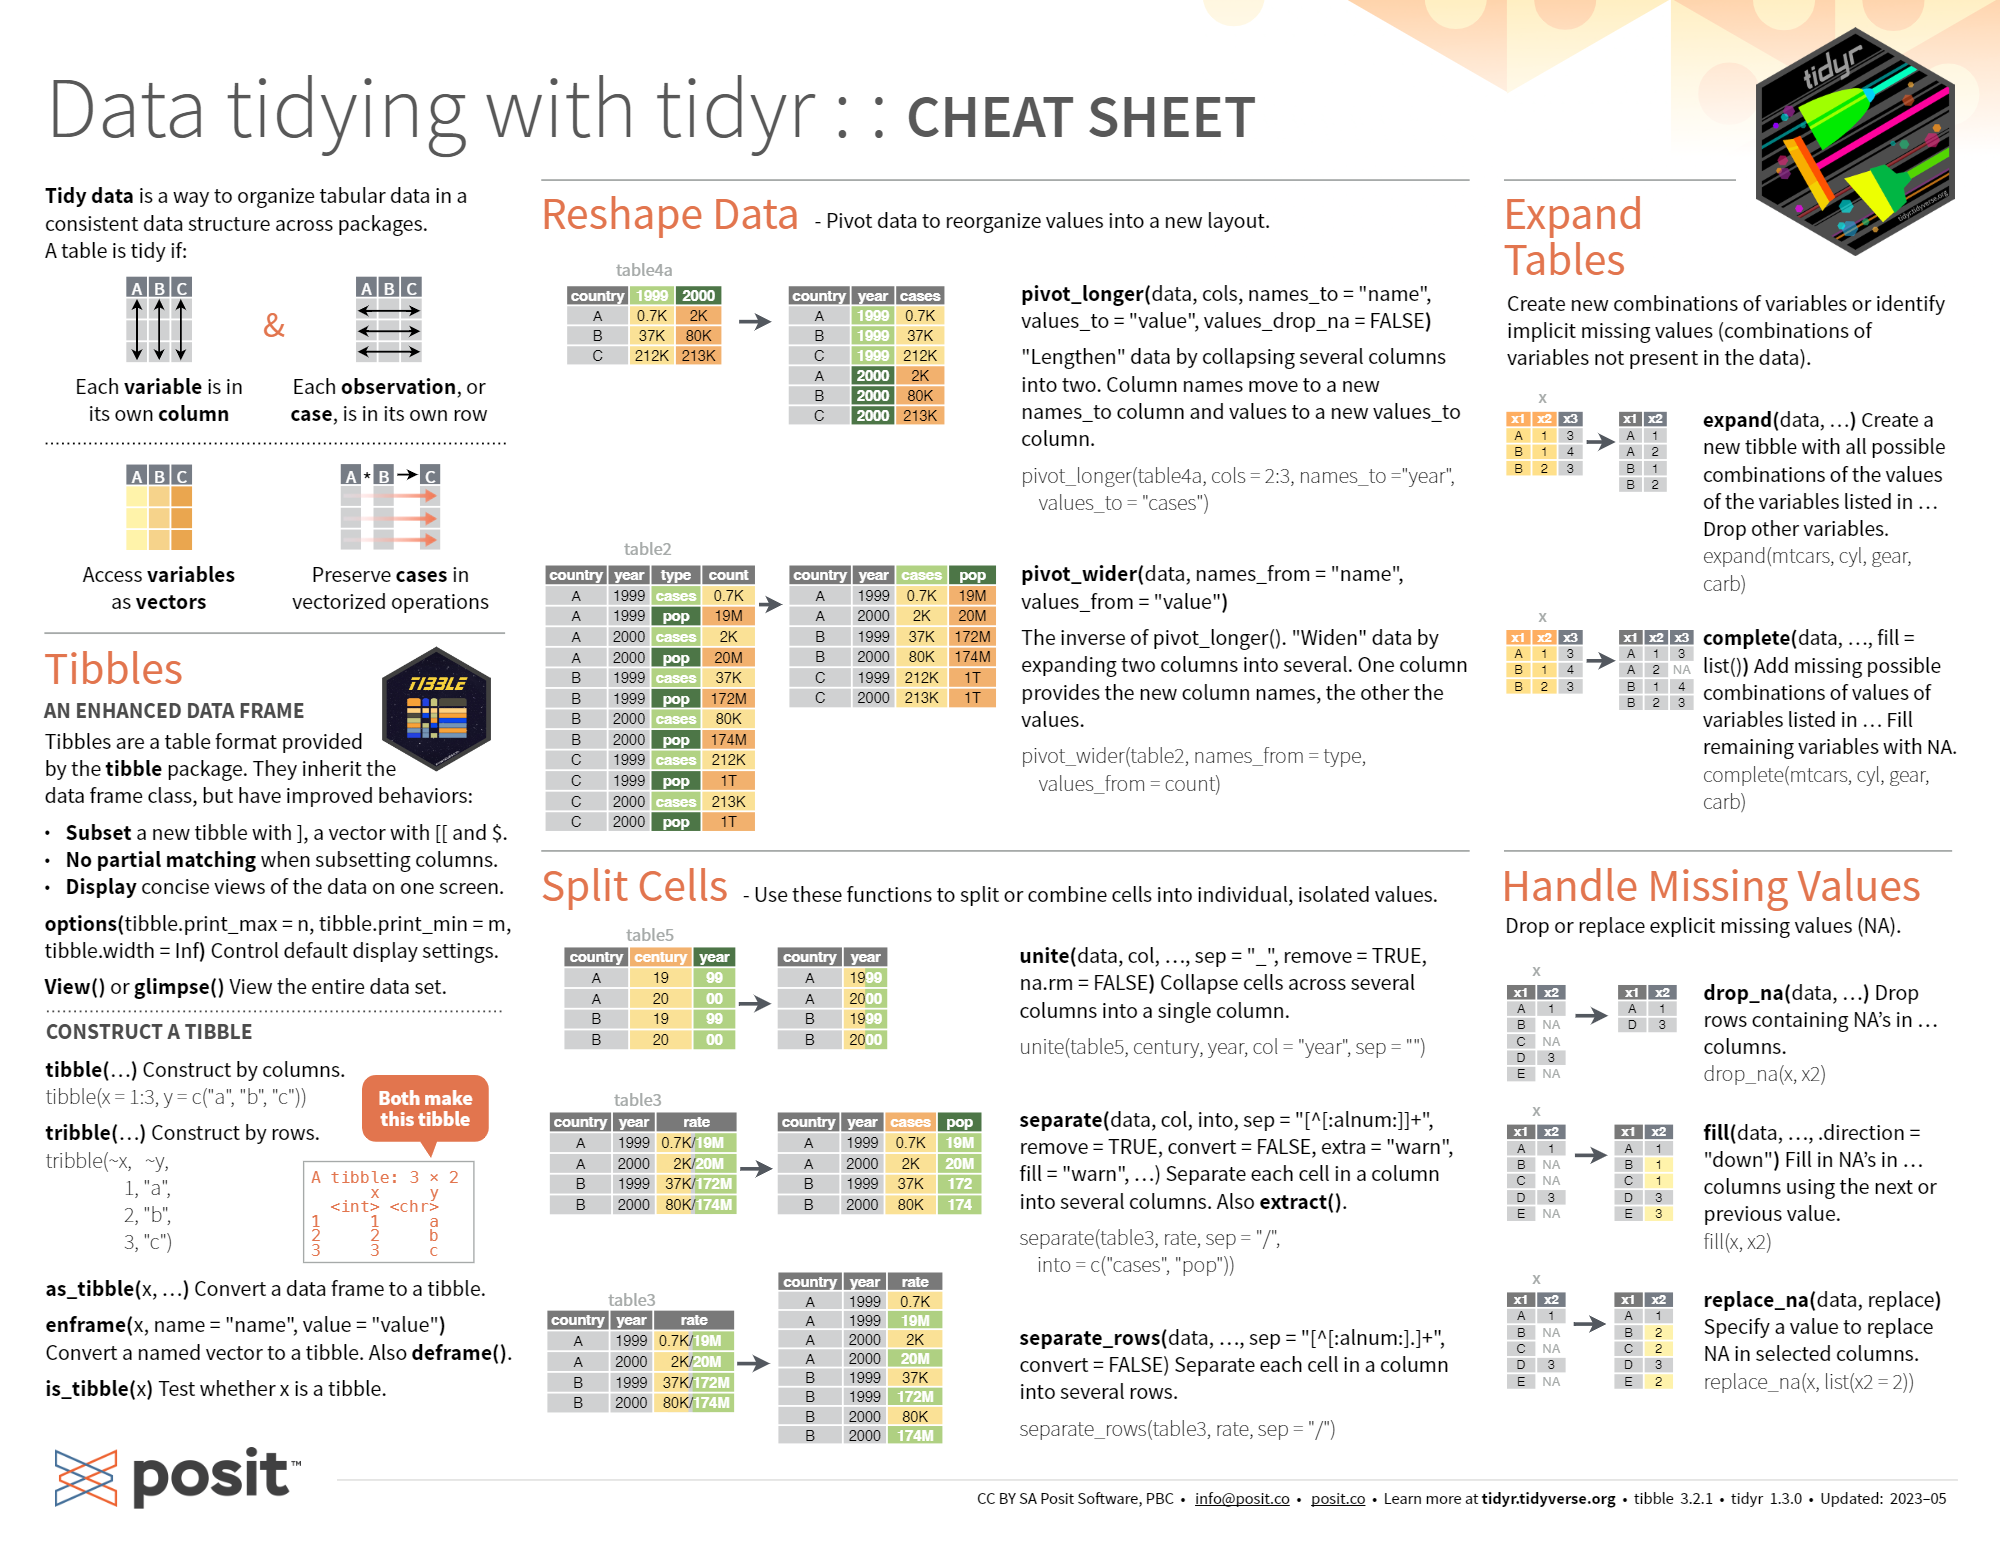 Data tidying with tidyr : : CHEAT SHEET
tidyr
tidyr.tidyverse.org
Tidy data is a way to organize tabular data in a
consistent data structure across packages.
A table is tidy if:
A B C
&
A B C
Each variable is in
its own column
Each observation, or
case, is in its own row
A B C
A * B C
Access variables
as vectors
Preserve cases in
vectorized operations
Tibbles
TIBBLE
AN ENHANCED DATA FRAME
Tibbles are a table format provided
by the tibble package. They inherit the
data frame class, but have improved behaviors:
• Subset a new tibble with ], a vector with [[ and $.
• No partial matching when subsetting columns.
• Display concise views of the data on one screen.
options(tibble.print_max = n, tibble.print_min = m,
tibble.width = Inf) Control default display settings.
View() or glimpse() View the entire data set.
CONSTRUCT A TIBBLE
tibble(…) Construct by columns.
tibble(x = 1:3, y = c("a", "b", "c"))
tribble(…) Construct by rows.
tribble(~x, ~y,
1, "a",
2, "b",
3, "c")
Both make
this tibble
A tibble: 3 × 2
x y
<int> <chr>
1 1 a
2 2 b
3 3 c
as_tibble(x, …) Convert a data frame to a tibble.
enframe(x, name = "name", value = "value")
Convert a named vector to a tibble. Also deframe().
is_tibble(x) Test whether x is a tibble.
Reshape Data - Pivot data to reorganize values into a new layout.
table4a
country 1999 2000
A 0.7K 2K
B 37K 80K
C 212K 213K
country year cases
A 1999 0.7K
B 1999 37K
C 1999 212K
A 2000 2K
B 2000 80K
C 2000 213K
pivot_longer(data, cols, names_to = "name",
values_to = "value", values_drop_na = FALSE)
"Lengthen" data by collapsing several columns
into two. Column names move to a new
names_to column and values to a new values_to
column.
pivot_longer(table4a, cols = 2:3, names_to ="year",
values_to = "cases")
table2
country year type count
A 1999 cases 0.7K
A 1999 pop 19M
A 2000 cases 2K
A 2000 pop 20M
B 1999 cases 37K
B 1999 pop 172M
B 2000 cases 80K
B 2000 pop 174M
C 1999 cases 212K
C 1999 pop 1T
C 2000 cases 213K
C 2000 pop 1T
country year cases pop
A 1999 0.7K 19M
A 2000 2K 20M
B 1999 37K 172M
B 2000 80K 174M
C 1999 212K 1T
C 2000 213K 1T
pivot_wider(data, names_from = "name",
values_from = "value")
The inverse of pivot_longer(). "Widen" data by
expanding two columns into several. One column
provides the new column names, the other the
values.
pivot_wider(table2, names_from = type,
values_from = count)
Split Cells - Use these functions to split or combine cells into individual, isolated values.
table5
country century year
A 19 99
A 20 00
B 19 99
B 20 00
country year
A 1999
A 2000
B 1999
B 2000
unite(data, col, …, sep = "_", remove = TRUE,
na.rm = FALSE) Collapse cells across several
columns into a single column.
unite(table5, century, year, col = "year", sep = "")
table3
country year rate
A 1999 0.7K/19M
A 2000 2K/20M
B 1999 37K/172M
B 2000 80K/174M
country year cases pop
A 1999 0.7K 19M
A 2000 2K 20M
B 1999 37K 172
B 2000 80K 174
separate(data, col, into, sep = "[^[:alnum:]]+",
remove = TRUE, convert = FALSE, extra = "warn",
fill = "warn", …) Separate each cell in a column
into several columns. Also extract().
separate(table3, rate, sep = "/",
into = c("cases", "pop"))
table3
country year rate
A 1999 0.7K/19M
A 2000 2K/20M
B 1999 37K/172M
B 2000 80K/174M
country year rate
A 1999 0.7K
A 1999 19M
A 2000 2K
A 2000 20M
B 1999 37K
B 1999 172M
B 2000 80K
B 2000 174M
separate_rows(data, …, sep = "[^[:alnum:].]+",
convert = FALSE) Separate each cell in a column
into several rows.
separate_rows(table3, rate, sep = "/")
Expand
Tables
Create new combinations of variables or identify
implicit missing values (combinations of
variables not present in the data).
x
x1 x2 x3
A 1 3
B 1 4
B 2 3
x1 x2
A 1
A 2
B 1
B 2
expand(data, …) Create a
new tibble with all possible
combinations of the values
of the variables listed in …
Drop other variables.
expand(mtcars, cyl, gear,
carb)
x
x1 x2 x3
A 1 3
B 1 4
B 2 3
x1 x2 x3
A 1 3
A 2 NA
B 1 4
B 2 3
complete(data, …, fill =
list()) Add missing possible
combinations of values of
variables listed in … Fill
remaining variables with NA.
complete(mtcars, cyl, gear,
carb)
Handle Missing Values
Drop or replace explicit missing values (NA).
x
x1 x2
A 1
B NA
C NA
D 3
E NA
x1 x2
A 1
D 3
drop_na(data, …) Drop
rows containing NA’s in …
columns.
drop_na(x, x2)
x
x1 x2
A 1
B NA
C NA
D 3
E NA
x1 x2
A 1
B 1
C 1
D 3
E 3
fill(data, …, .direction =
"down") Fill in NA’s in …
columns using the next or
previous value.
fill(x, x2)
x
x1 x2
A 1
B NA
C NA
D 3
E NA
x1 x2
A 1
B 2
C 2
D 3
E 2
replace_na(data, replace)
Specify a value to replace
NA in selected columns.
replace_na(x, list(x2 = 2))
posit™
CC BY SA Posit Software, PBC • info@posit.co • posit.co • Learn more at tidyr.tidyverse.org • tibble 3.2.1 • tidyr 1.3.0 • Updated: 2023–05